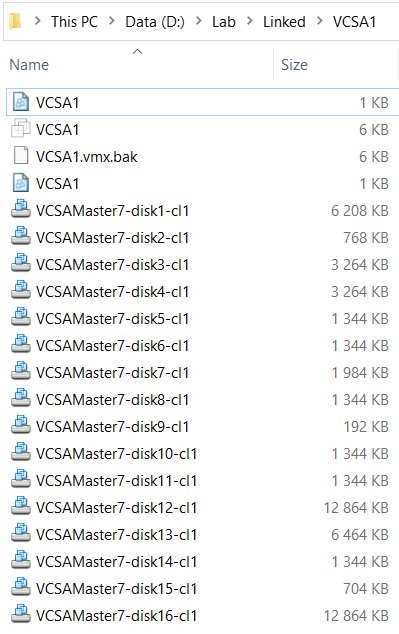 This PC > Data (D:) > Lab > Linked > VCSA1
Name Size
VCSA1 1 KB
VCSA1 6 KB
VCSA1.vmx.bak 6 KB
VCSA1 1 KB
VCSAMaster7-disk1-cl1 6 208 KB
VCSAMaster7-disk2-cl1 768 KB
VCSAMaster7-disk3-cl1 3 264 KB
VCSAMaster7-disk4-cl1 3 264 KB
VCSAMaster7-disk5-cl1 1 344 KB
VCSAMaster7-disk6-cl1 1 344 KB
VCSAMaster7-disk7-cl1 1 984 KB
VCSAMaster7-disk8-cl1 1 344 KB
VCSAMaster7-disk9-cl1 192 KB
VCSAMaster7-disk10-cl1 1 344 KB
VCSAMaster7-disk11-cl1 1 344 KB
VCSAMaster7-disk12-cl1 12 864 KB
VCSAMaster7-disk13-cl1 6 464 KB
VCSAMaster7-disk14-cl1 1 344 KB
VCSAMaster7-disk15-cl1 704 KB
VCSAMaster7-disk16-cl1 12 864 KB